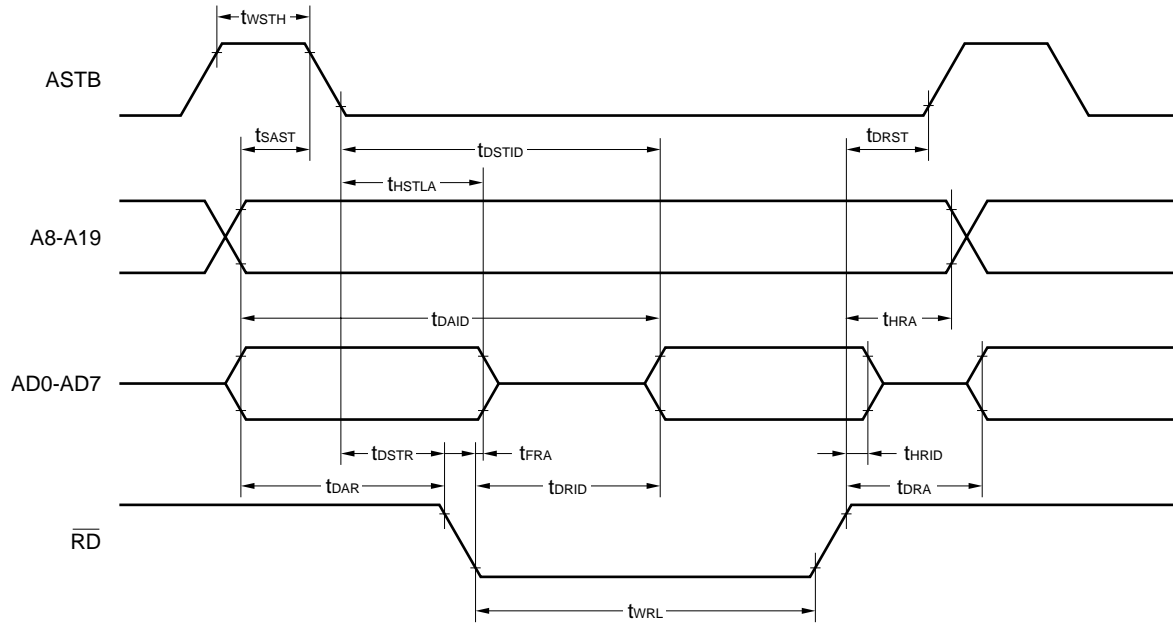 tWSTH
ASTB
tSAST
tDSTID
tDRST
tHSTLA
A8-A19
tDAID
tHRA
AD0-AD7
tDSTR
tFRA
tHRID
tDAR
tDRID
tDRA
R̅D̅
tWRL